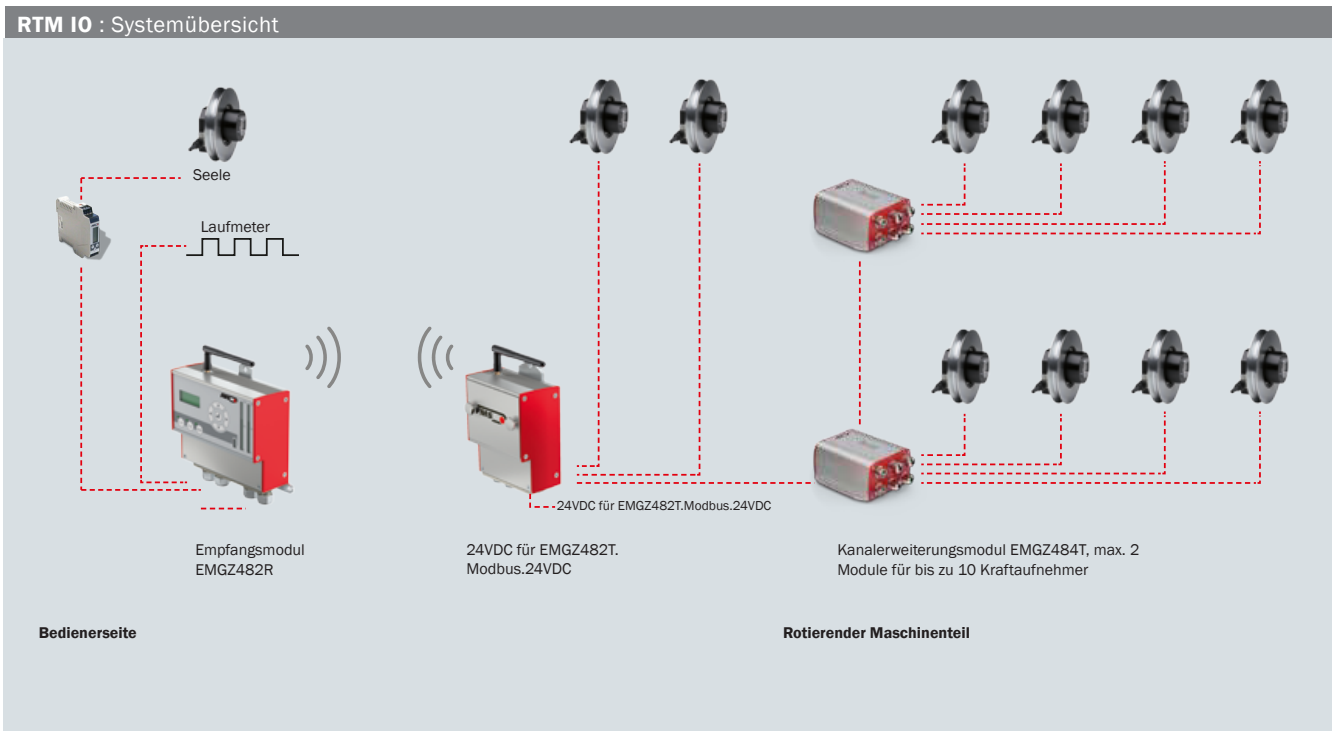 RTM IO : Systemübersicht
Seele
Laufmeter
FMS
24VDC für EMGZ482T.Modbus.24VDC
Empfangsmodul
EMGZ482R
24VDC für EMGZ482T.
Modbus.24VDC
Kanalerweiterungsmodul EMGZ484T, max. 2
Module für bis zu 10 Kraftaufnehmer
Bedienerseite
Rotierender Maschinenteil